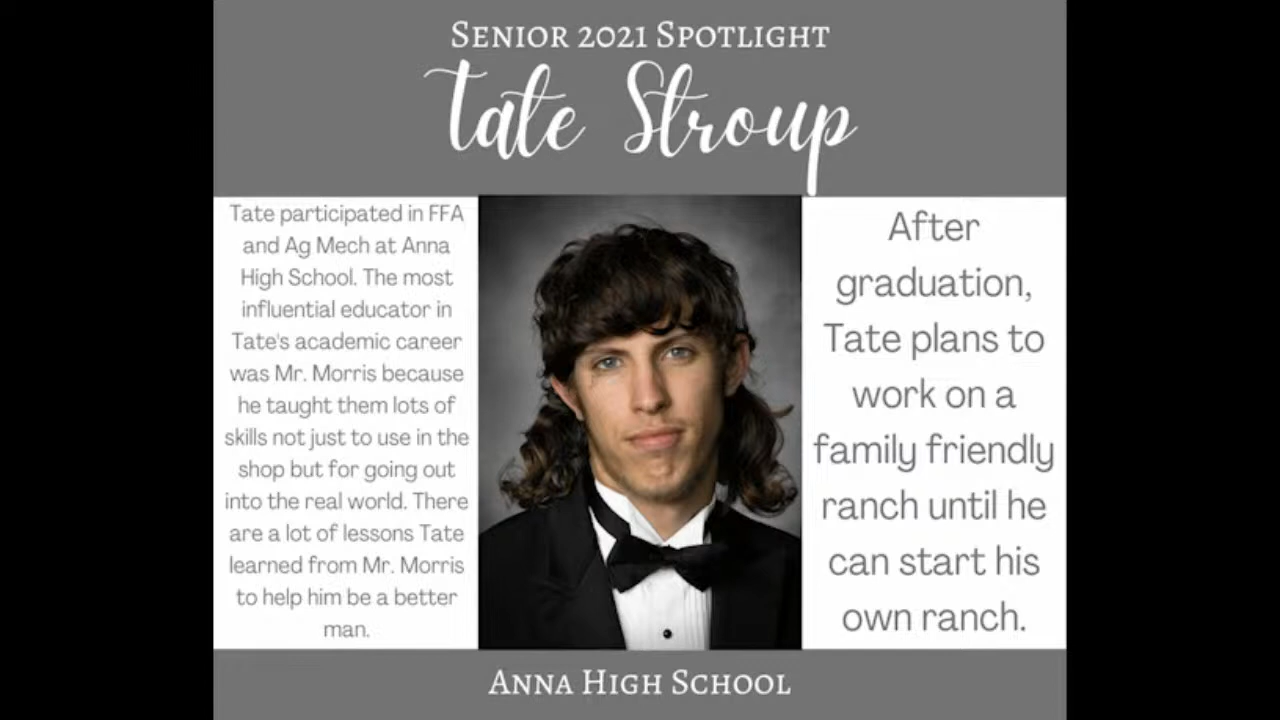 Senior 2021 Spotlight
Tate Stroup
Tate participated in FFA
and Ag Mech at Anna
High School. The most
influential educator in
Tate's academic career
was Mr. Morris because
he taught them lots of
skills not just to use in the
shop but for going out
into the real world. There
are a lot of lessons Tate
learned from Mr. Morris
to help him be a better
man.
After
graduation,
Tate plans to
work on a
family friendly
ranch until he
can start his
own ranch.
Anna High School